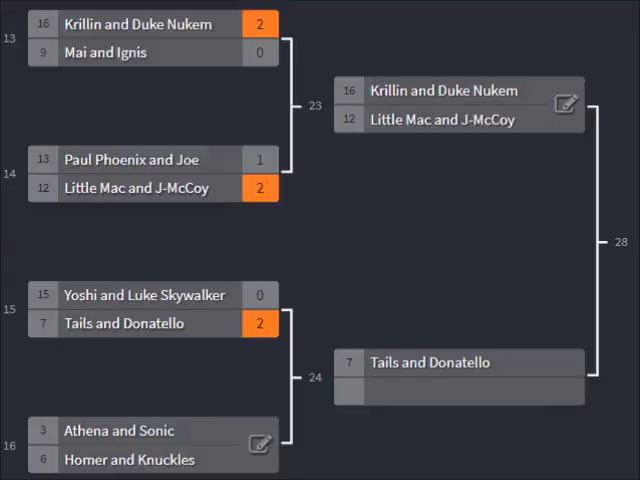 13
16 Krillin and Duke Nukem 2
9 Mai and Ignis 0
23
16 Krillin and Duke Nukem
12 Little Mac and J-McCoy
14
13 Paul Phoenix and Joe 1
12 Little Mac and J-McCoy 2
28
15
15 Yoshi and Luke Skywalker 0
7 Tails and Donatello 2
24
7 Tails and Donatello
16
3 Athena and Sonic
6 Homer and Knuckles